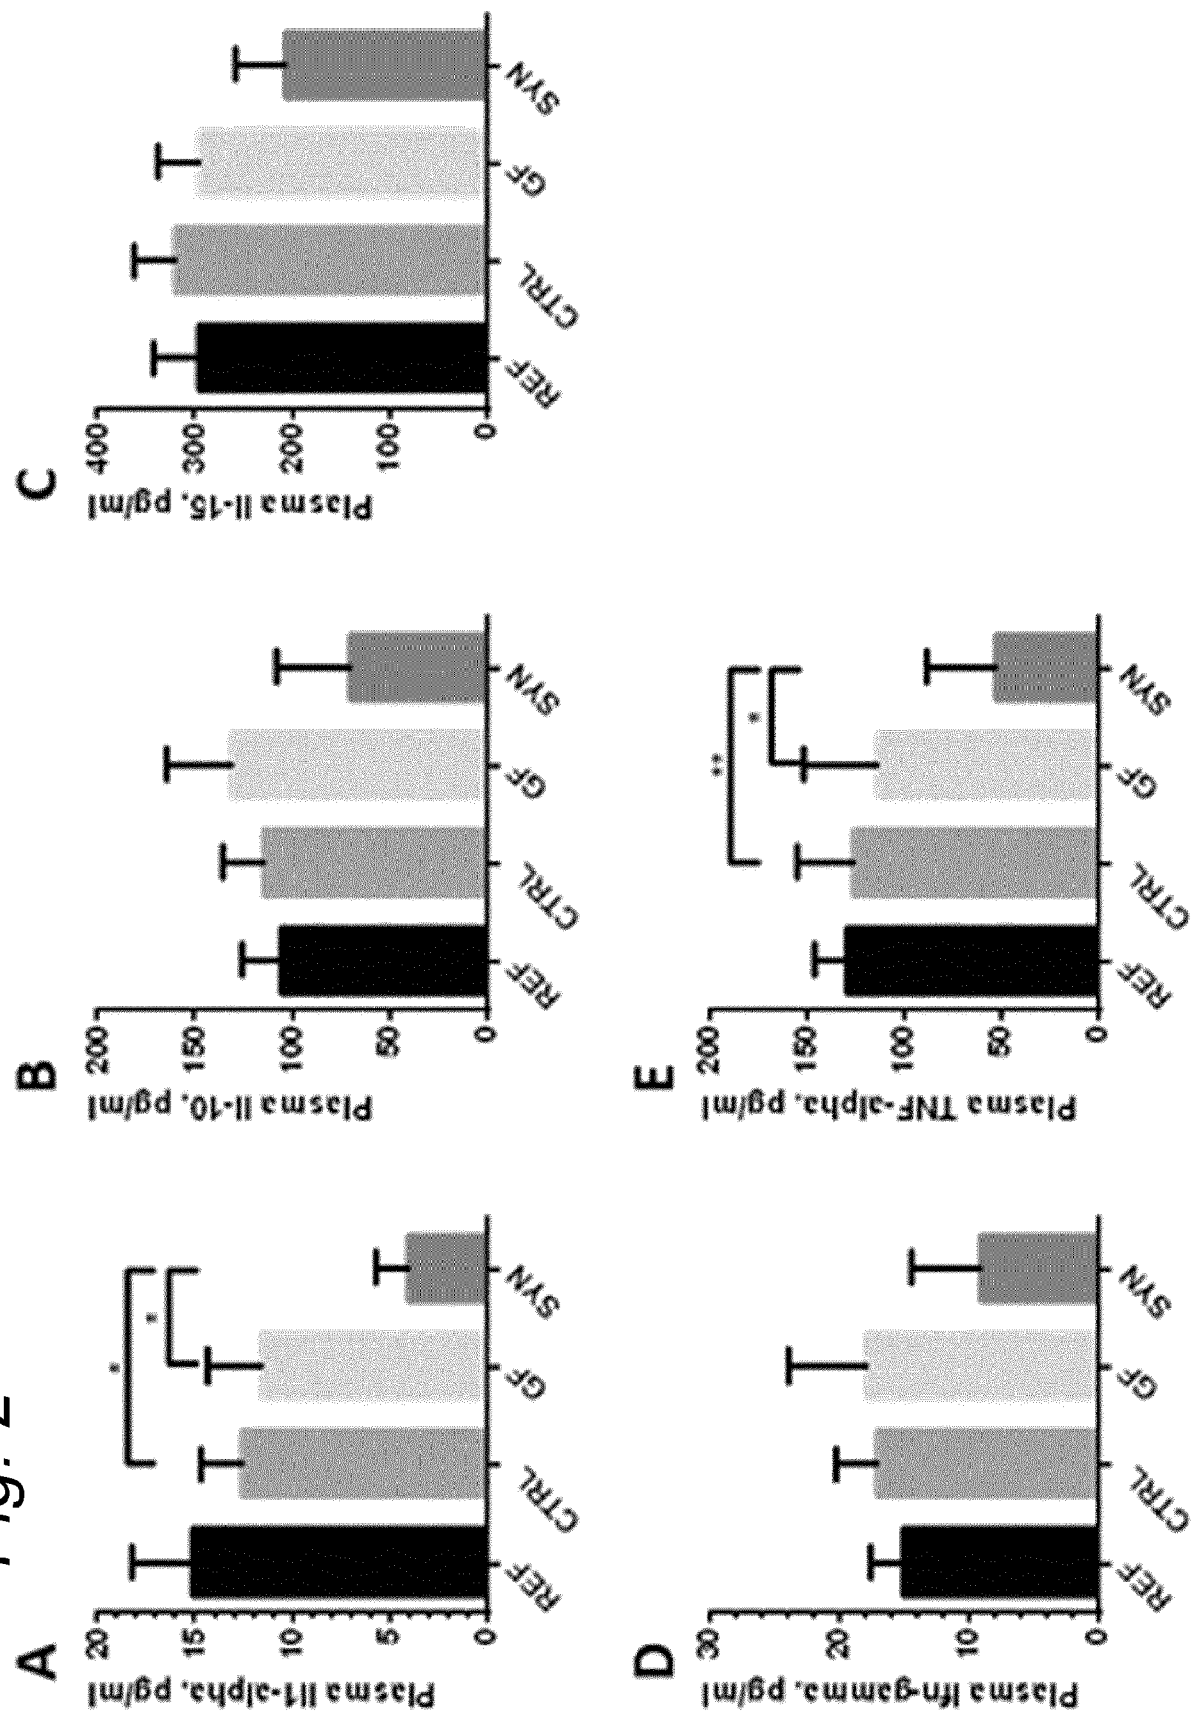 Fig. 2
A
Plasma Il1-alpha, pg/ml
20
15
10
5
0
REF
CTRL
GF
SYN
*
*
B
Plasma Il-10, pg/ml
200
150
100
50
0
REF
CTRL
GF
SYN
C
Plasma Il-15, pg/ml
400
300
200
100
0
REF
CTRL
GF
SYN
D
Plasma Ifn-gamma, pg/ml
30
20
10
0
REF
CTRL
GF
SYN
E
Plasma TNF-alpha, pg/ml
200
150
100
50
0
REF
CTRL
GF
SYN
**
*